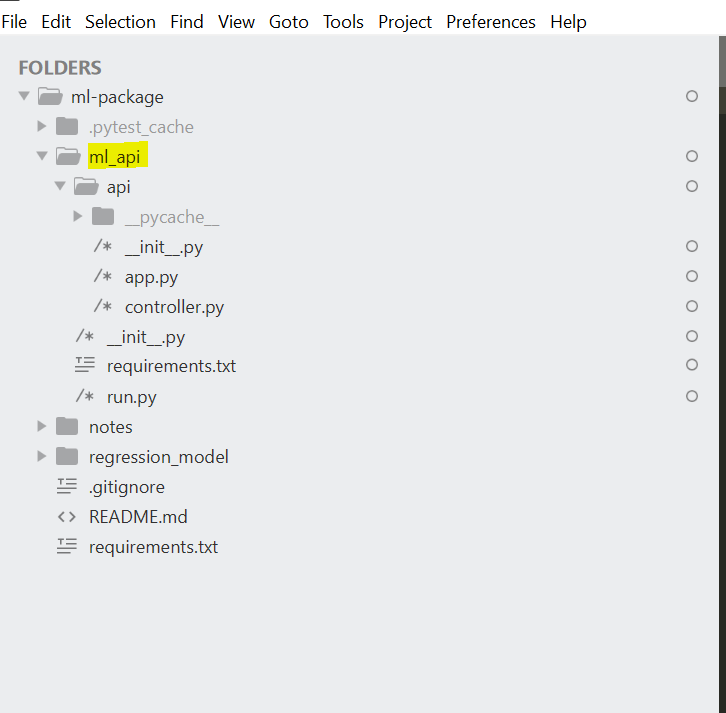 File Edit Selection Find View Goto Tools Project Preferences Help
FOLDERS
ml-package
.pytest_cache
ml_api
api
__pycache__
__init__.py
app.py
controller.py
__init__.py
requirements.txt
run.py
notes
regression_model
.gitignore
README.md
requirements.txt